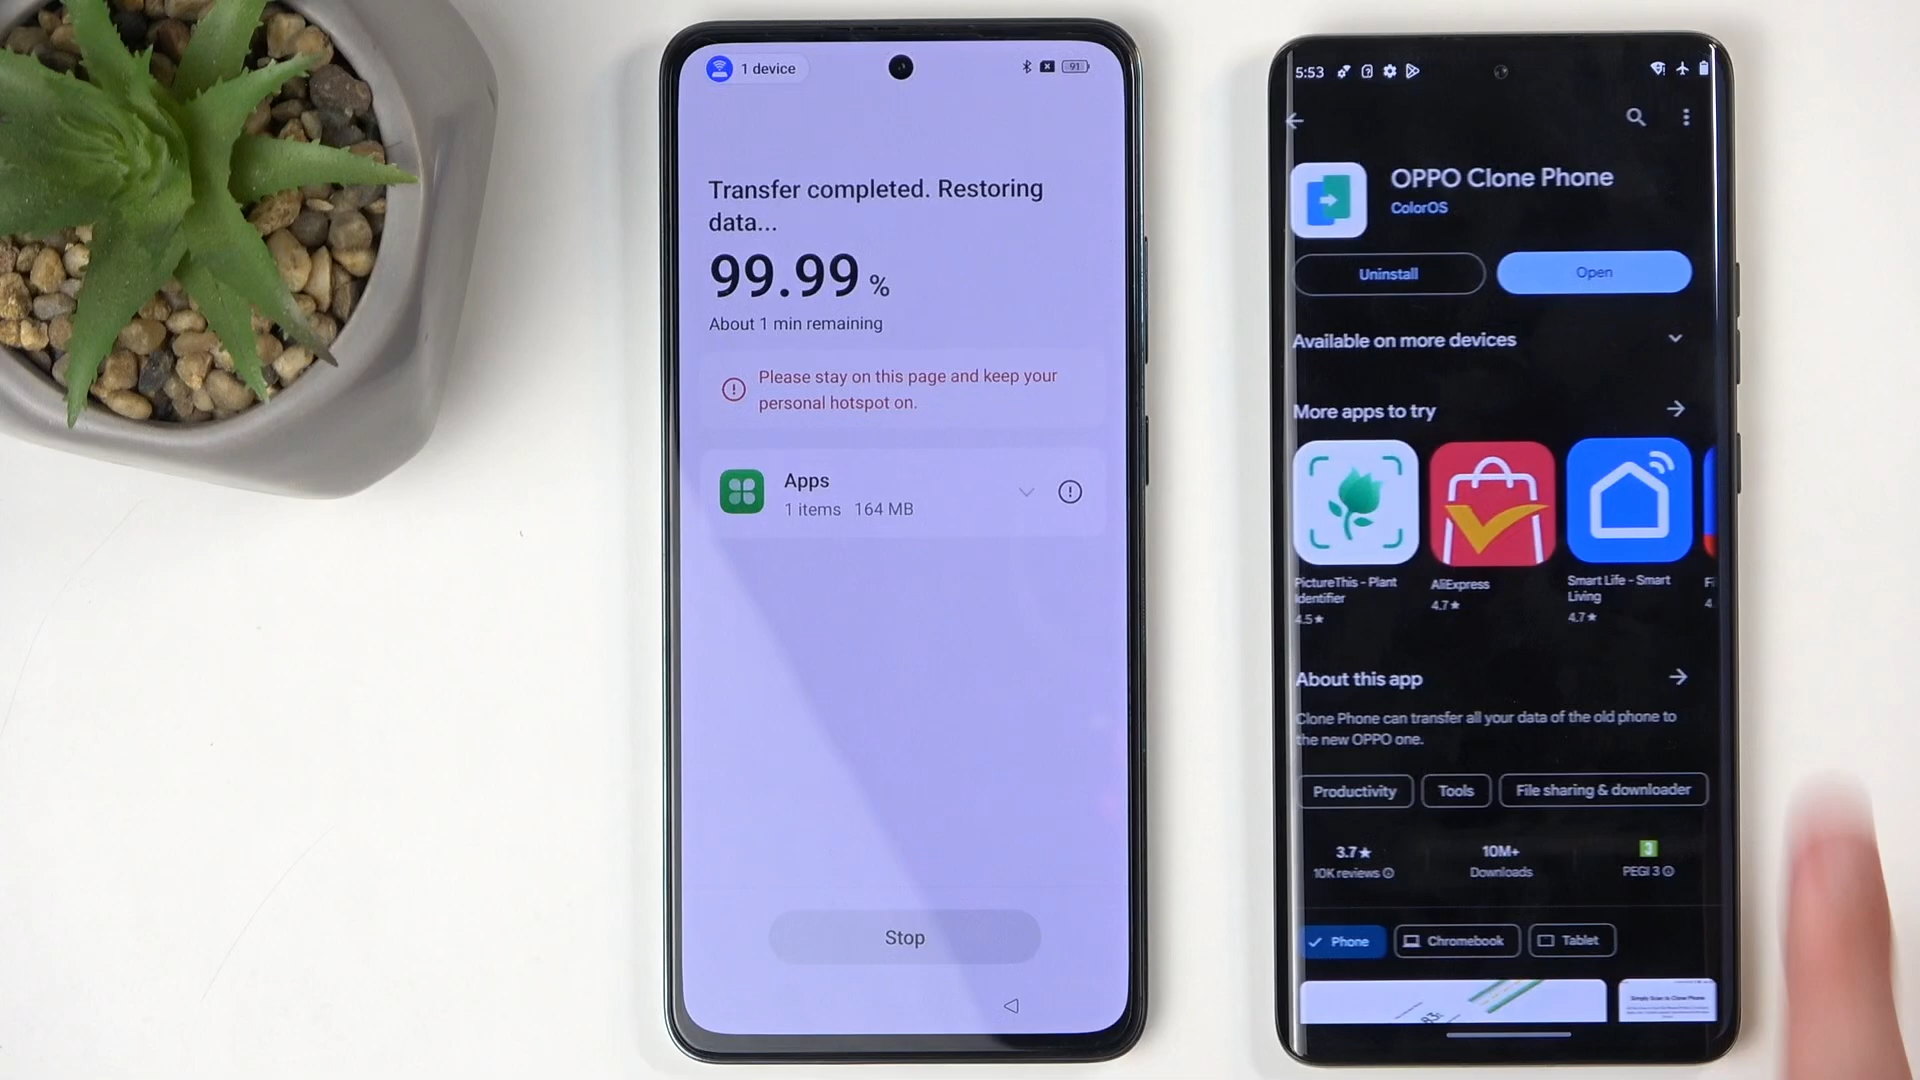 1 device
91
Transfer completed. Restoring
data...
99.99 %
About 1 min remaining
Please stay on this page and keep your
personal hotspot on.
Apps
1 items 164 MB
Stop
5:53
OPPO Clone Phone
ColorOS
Uninstall
Open
Available on more devices
More apps to try
PictureThis - Plant
Identifier
4.5★
AliExpress
4.7★
Smart Life - Smart
Living
4.7★
Fi
4
About this app
Clone Phone can transfer all your data of the old phone to
the new OPPO one.
Productivity
Tools
File sharing & downloader
3.7★
10K reviews
10M+
Downloads
3
PEGI 3
Phone
Chromebook
Tablet